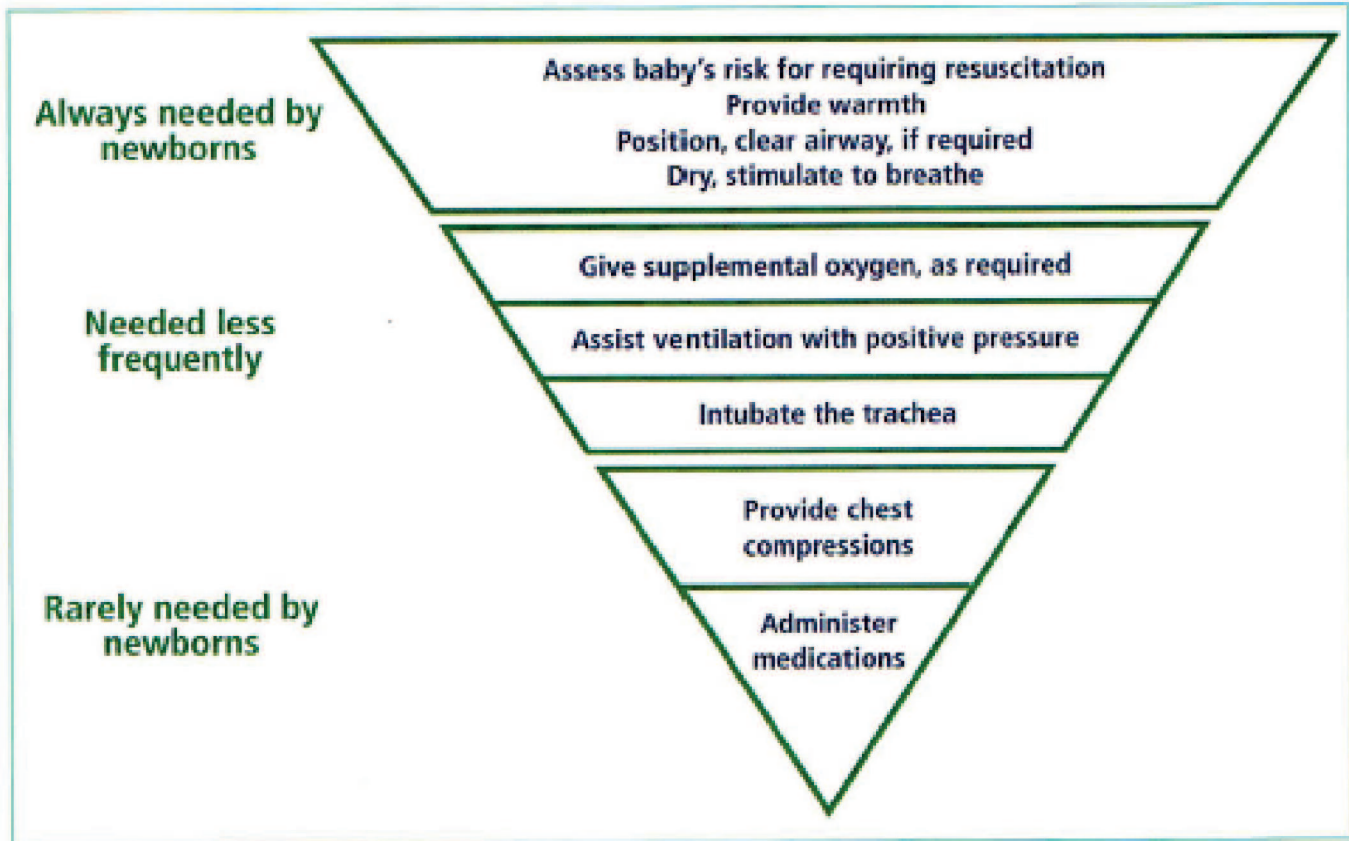 Always needed by
newborns
Assess baby's risk for requiring resuscitation
Provide warmth
Position, clear airway, if required
Dry, stimulate to breathe
Needed less
frequently
Give supplemental oxygen, as required
Assist ventilation with positive pressure
Intubate the trachea
Rarely needed by
newborns
Provide chest
compressions
Administer
medications